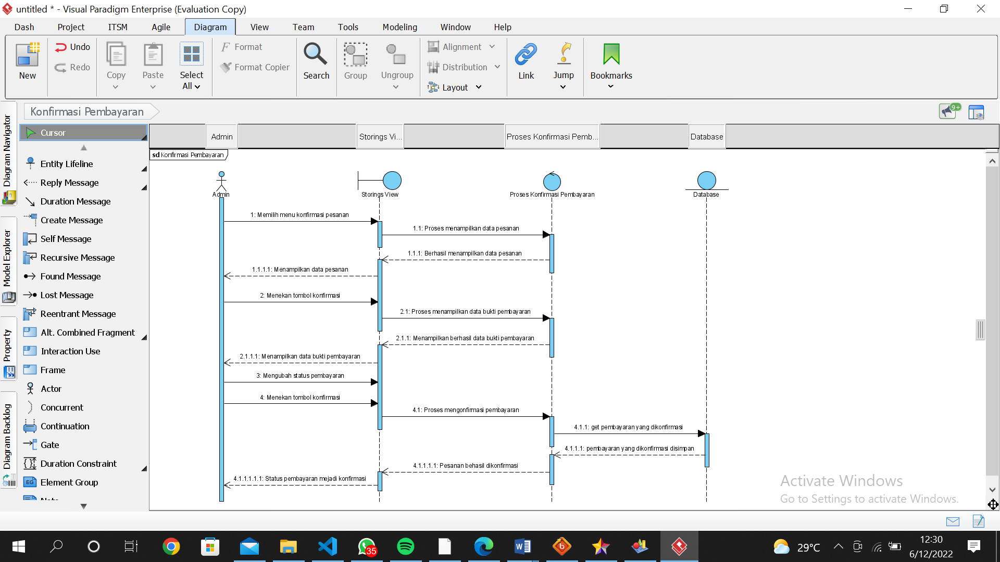 untitled * - Visual Paradigm Enterprise (Evaluation Copy)
Dash Project ITSM Agile Diagram View Team Tools Modeling Window Help
New
Undo
Redo
Copy
Paste
Select
All
Format
Format Copier
Search
Group
Ungroup
Alignment
Distribution
Layout
Link
Jump
Bookmarks
Konfirmasi Pembayaran
9+
Diagram Navigator
Model Explorer
Property
Diagram Backlog
Cursor
Entity Lifeline
Reply Message
Duration Message
Create Message
Self Message
Recursive Message
Found Message
Lost Message
Reentrant Message
Alt. Combined Fragment
Interaction Use
Frame
Actor
Concurrent
Continuation
Gate
Duration Constraint
EG Element Group
Admin Storings Vi... Proses Konfirmasi Pemb... Database
sd Konfirmasi Pembayaran
Admin Storings View Proses Konfirmasi Pembayaran Database
1: Memilih menu konfirmasi pesanan
1.1: Proses menampilkan data pesanan
1.1.1: Berhasil menampilkan data pesanan
1.1.1.1: Menampilkan data pesanan
2: Menekan tombol konfirmasi
2.1: Proses menampilkan data bukti pembayaran
2.1.1: Menampilkan berhasil data bukti pembayaran
2.1.1.1: Menampilkan data bukti pembayaran
3: Mengubah status pembayaran
4: Menekan tombol konfirmasi
4.1: Proses mengonfirmasi pembayaran
4.1.1: get pembayaran yang dikonfirmasi
4.1.1.1: pembayaran yang dikonfirmasi disimpan
4.1.1.1.1: Pesanan behasil dikonfirmasi
4.1.1.1.1.1: Status pembayaran mejadi konfirmasi
Activate Windows
Go to Settings to activate Windows.
35
29°C
12:30
6/12/2022